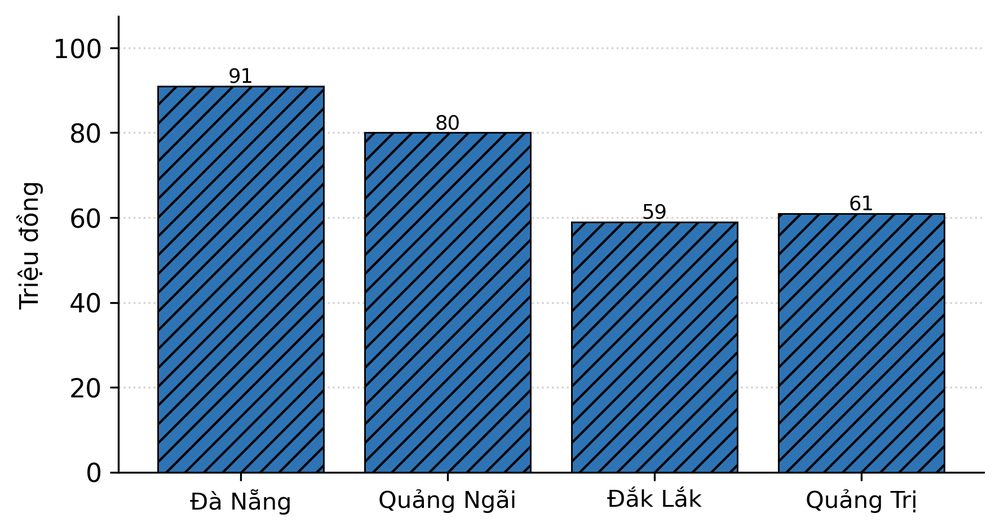 Triệu đồng
100
80
60
40
20
0
91
80
59
61
Đà Nẵng
Quảng Ngãi
Đắk Lắk
Quảng Trị